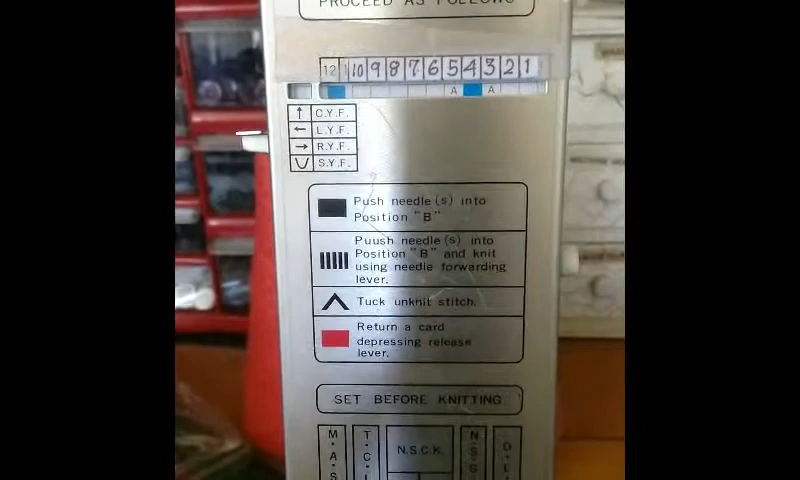 PROCEED AS FOLLOWS
12 10 9 8 7 6 5 4 3 2 1
A A
↑ C.Y.F.
← L.Y.F.
→ R.Y.F.
S.Y.F.
Push needle(s) into
Position "B"
Puush needle(s) into
Position "B" and knit
using needle forwarding
lever.
Tuck unknit stitch.
Return a card
depressing release
lever.
SET BEFORE KNITTING
N.S.C.K.